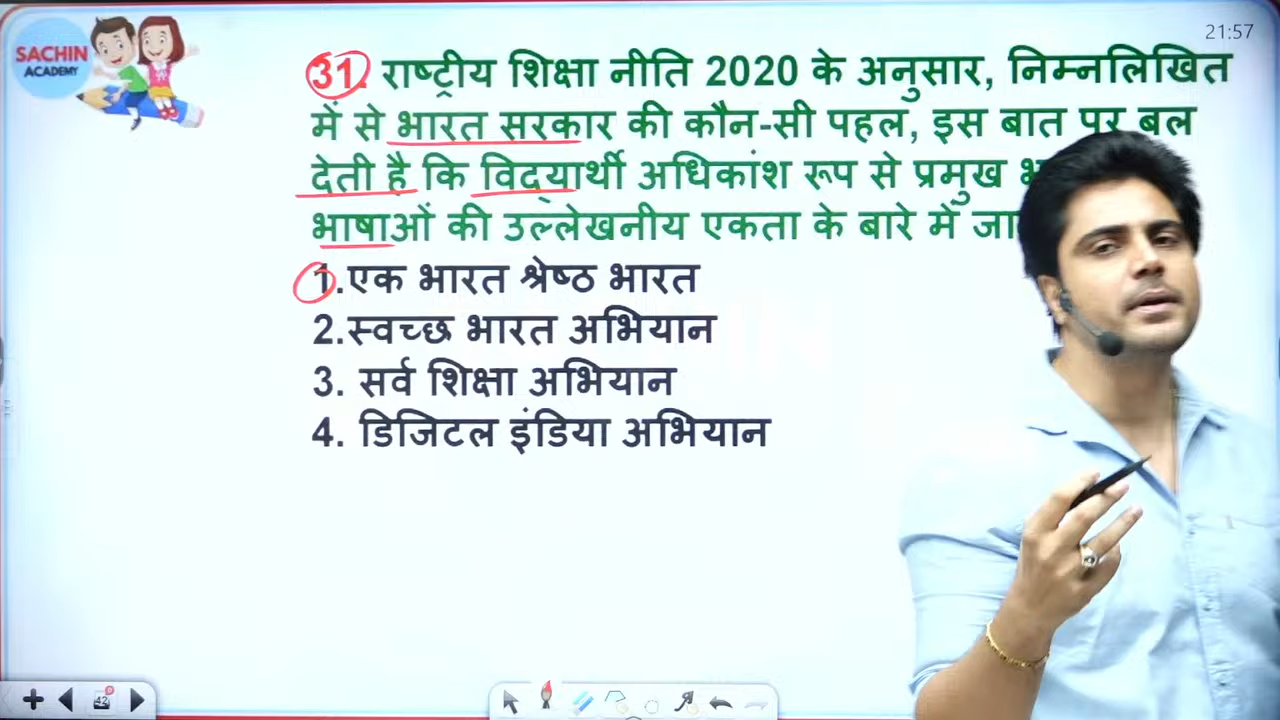 SACHIN
ACADEMY
21:57
31. राष्ट्रीय शिक्षा नीति 2020 के अनुसार, निम्नलिखित
में से भारत सरकार की कौन-सी पहल, इस बात पर बल
देती है कि विद्यार्थी अधिकांश रूप से प्रमुख
भाषाओं की उल्लेखनीय एकता के बारे में
1.एक भारत श्रेष्ठ भारत
2.स्वच्छ भारत अभियान
3. सर्व शिक्षा अभियान
4. डिजिटल इंडिया अभियान
42